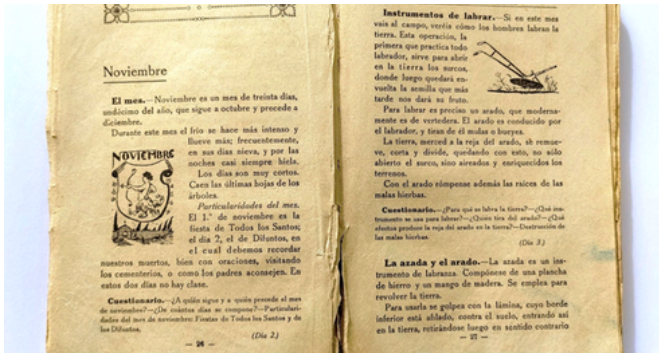 Noviembre
El mes.—Noviembre es un mes de treinta días,
undécimo del año, que sigue a octubre y precede a
diciembre.
Durante este mes el frío se hace más intenso y
llueve más; frecuentemente,
en sus días nieva, y por las
noches casi siempre hiela.
Los días son muy cortos.
Caen las últimas hojas de los
árboles.
NOVIEMBRE
Particularidades del mes.
El 1.º de noviembre es la
fiesta de Todos los Santos;
el día 2, el de Difuntos, en
el cual debemos recordar
nuestros muertos, bien con oraciones, visitando
los cementerios, o como los padres aconsejen. En
estos dos días no hay clase.
Cuestionario.—¿A quién sigue y a quién precede el mes
de noviembre?—¿De cuántos días se compone?—Particulari-
dades del mes de noviembre: Fiestas de Todos los Santos y de
los Difuntos.
(Día 2.)
— 26 —
Instrumentos de labrar.—Si en este mes
vais al campo, veréis cómo los hombres labran la
tierra. Esta operación, la
primera que practica todo
labrador, sirve para abrir
en la tierra los surcos,
donde luego quedará en-
vuelta la semilla que más
tarde nos dará su fruto.
Para labrar es preciso un arado, que moderna-
mente es de vertedera. El arado es conducido por
el labrador, y tiran de él mulas o bueyes.
La tierra, merced a la reja del arado, se remue-
ve, corta y divide, quedando con esto, no sólo
abierto el surco, sino aireados y enriquecidos los
terrenos.
Con el arado rómpense además las raíces de las
malas hierbas.
Cuestionario.—¿Para qué se labra la tierra?—¿Qué ins-
trumento se usa para labrar?—¿Quién tira del arado?—¿Qué
efectos produce la reja del arado en la tierra?—Destrucción de
las malas hierbas.
(Día 3.)
La azada y el arado.—La azada es un ins-
trumento de labranza. Compónese de una plancha
de hierro y un mango de madera. Se emplea para
revolver la tierra.
Para usarla se golpea con la lámina, cuyo borde
inferior está afilado, contra el suelo, entrando así
en la tierra, retirándose luego en sentido contrario
— 27 —